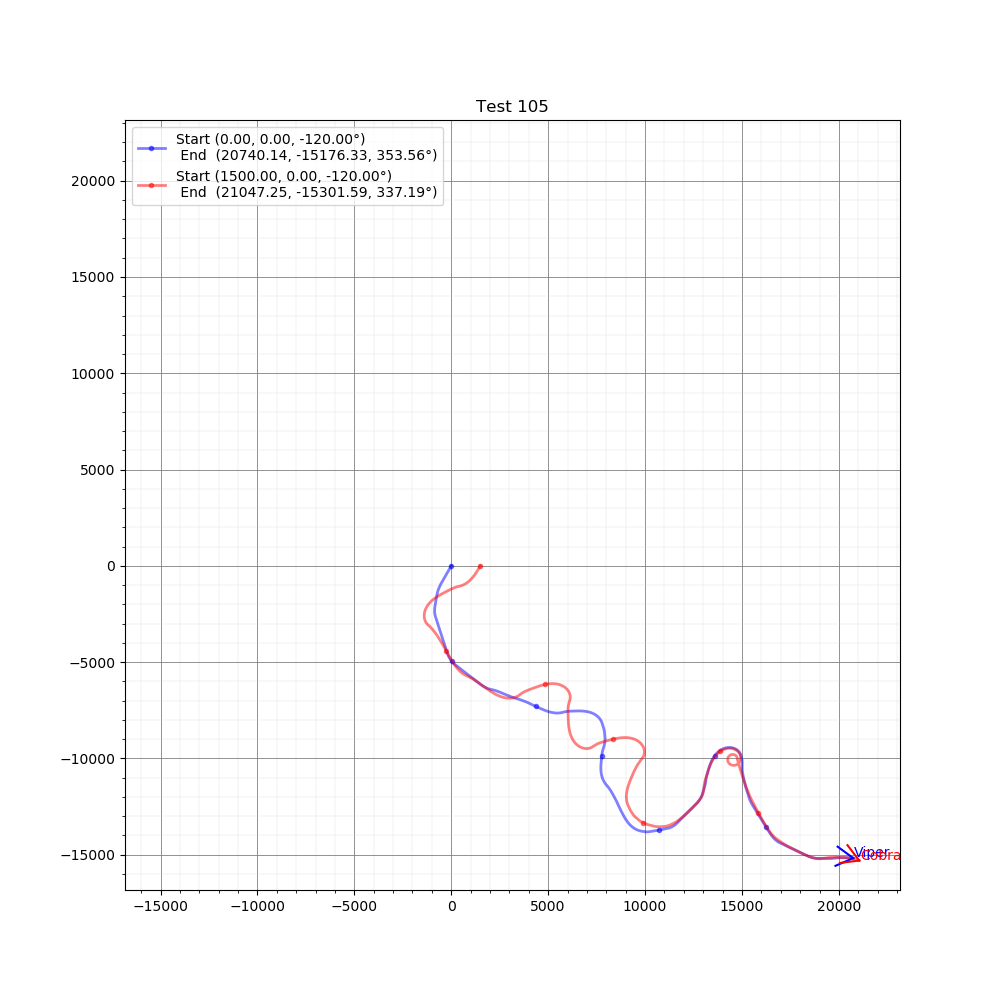 Test 105
Start (0.00, 0.00, -120.00°)
End (20740.14, -15176.33, 353.56°)
Start (1500.00, 0.00, -120.00°)
End (21047.25, -15301.59, 337.19°)
20000
15000
10000
5000
0
−5000
−10000
−15000
Viper
Cobra
−15000 −10000 −5000 0 5000 10000 15000 20000